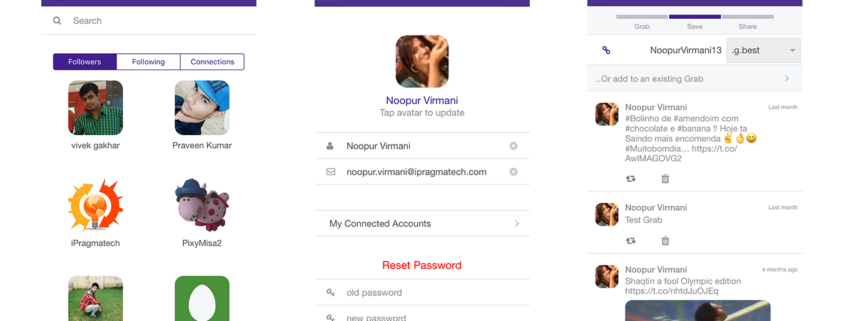 Search
Followers
Following
Connections
vivek gakhar
Praveen Kumar
iPragmatech
PixyMisa2
Noopur Virmani
Tap avatar to update
Noopur Virmani
noopur.virmani@ipragmatech.com
My Connected Accounts
Reset Password
old password
new password
Grab
Save
Share
NoopurVirmani13
.g.best
..Or add to an existing Grab
Noopur Virmani
Last month
#Bolinho de #amendoim com
#chocolate e #banana ‼ Hoje ta
Saindo mais encomenda ✌👌😄
#Muitobomdia... https://t.co/
AwlMAGOVG2
Noopur Virmani
Last month
Test Grab
Noopur Virmani
4 months ago
Shaqtin a fool Olympic edition
https://t.co/nhtdJuOJEq